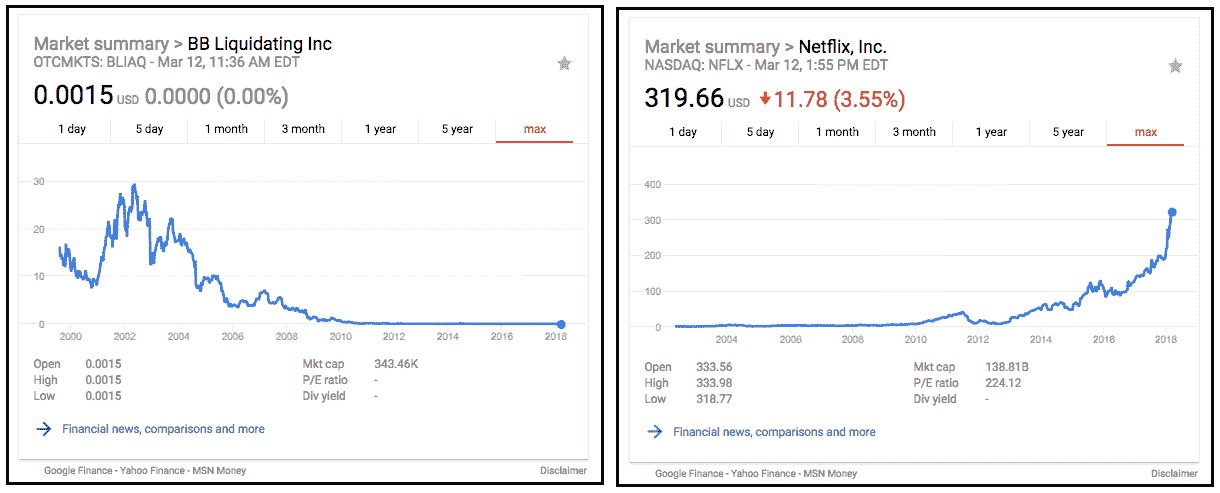 Market summary > BB Liquidating Inc
OTCMKTS: BLIAQ - Mar 12, 11:36 AM EDT
0.0015 USD 0.0000 (0.00%)
1 day 5 day 1 month 3 month 1 year 5 year max
30
20
10
0
2000 2002 2004 2006 2008 2010 2012 2014 2016 2018
Open 0.0015 Mkt cap 343.46K
High 0.0015 P/E ratio -
Low 0.0015 Div yield -
Financial news, comparisons and more
Google Finance - Yahoo Finance - MSN Money Disclaimer
Market summary > Netflix, Inc.
NASDAQ: NFLX - Mar 12, 1:55 PM EDT
319.66 USD 11.78 (3.55%)
1 day 5 day 1 month 3 month 1 year 5 year max
400
300
200
100
0
2004 2006 2008 2010 2012 2014 2016 2018
Open 333.56 Mkt cap 138.81B
High 333.98 P/E ratio 224.12
Low 318.77 Div yield -
Financial news, comparisons and more
Google Finance - Yahoo Finance - MSN Money Disclaimer